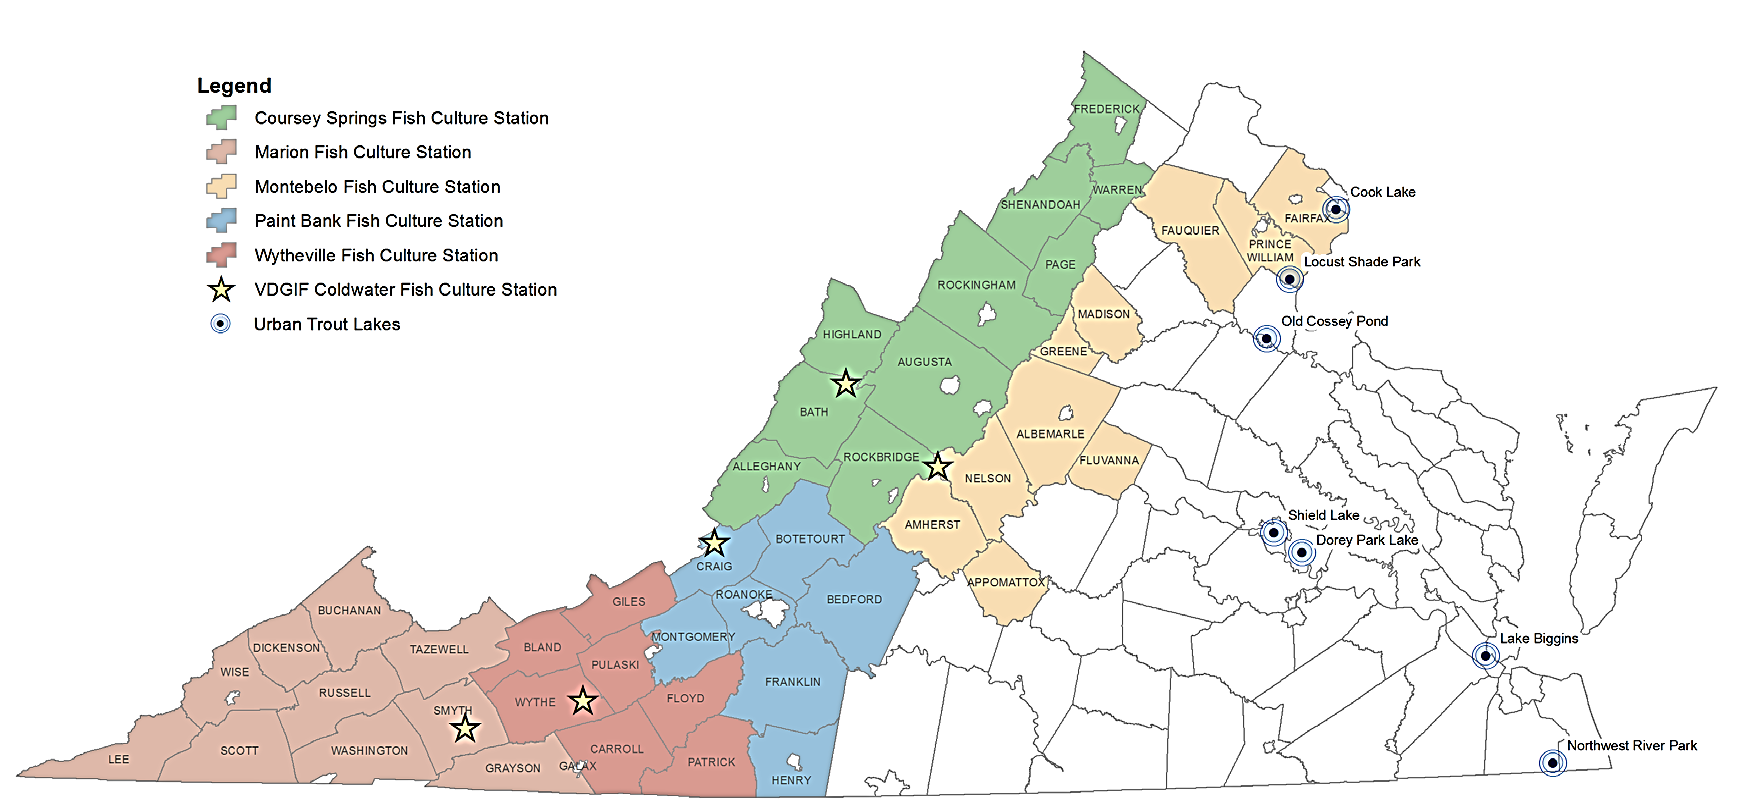 Legend
Coursey Springs Fish Culture Station
Marion Fish Culture Station
Montebelo Fish Culture Station
Paint Bank Fish Culture Station
Wytheville Fish Culture Station
VDGIF Coldwater Fish Culture Station
Urban Trout Lakes
FREDERICK
WARREN
SHENANDOAH
Cook Lake
FAIRFAX
FAUQUIER
PRINCE
WILLIAM
Locust Shade Park
PAGE
ROCKINGHAM
MADISON
Old Cossey Pond
HIGHLAND
GREENE
AUGUSTA
BATH
ALBEMARLE
ROCKBRIDGE
FLUVANNA
ALLEGHANY
NELSON
Shield Lake
AMHERST
BOTETOURT
Dorey Park Lake
CRAIG
APPOMATTOX
ROANOKE
BEDFORD
GILES
BUCHANAN
MONTGOMERY
Lake Biggins
BLAND
DICKENSON
TAZEWELL
PULASKI
WISE
FRANKLIN
RUSSELL
FLOYD
WYTHE
SMYTH
Northwest River Park
CARROLL
SCOTT
WASHINGTON
LEE
PATRICK
GRAYSON
GALAX
HENRY